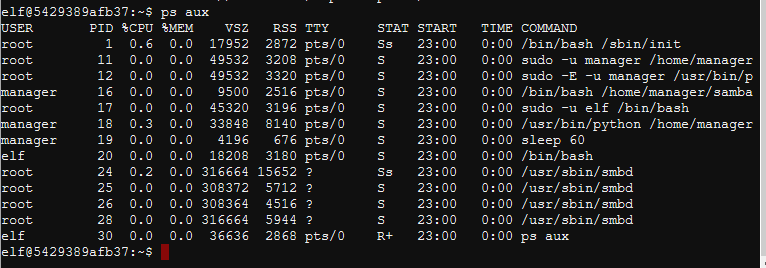 elf@5429389afb37:~$ ps aux
USER       PID %CPU %MEM    VSZ   RSS TTY      STAT START   TIME COMMAND
root         1  0.6  0.0  17952  2872 pts/0    Ss   23:00   0:00 /bin/bash /sbin/init
root        11  0.0  0.0  49532  3208 pts/0    S    23:00   0:00 sudo -u manager /home/manager
root        12  0.0  0.0  49532  3320 pts/0    S    23:00   0:00 sudo -E -u manager /usr/bin/p
manager     16  0.0  0.0   9500  2516 pts/0    S    23:00   0:00 /bin/bash /home/manager/samba
root        17  0.0  0.0  45320  3196 pts/0    S    23:00   0:00 sudo -u elf /bin/bash
manager     18  0.3  0.0  33848  8140 pts/0    S    23:00   0:00 /usr/bin/python /home/manager
manager     19  0.0  0.0   4196   676 pts/0    S    23:00   0:00 sleep 60
elf         20  0.0  0.0  18208  3180 pts/0    S    23:00   0:00 /bin/bash
root        24  0.2  0.0 316664 15652 ?        Ss   23:00   0:00 /usr/sbin/smbd
root        25  0.0  0.0 308372  5712 ?        S    23:00   0:00 /usr/sbin/smbd
root        26  0.0  0.0 308364  4516 ?        S    23:00   0:00 /usr/sbin/smbd
root        28  0.0  0.0 316664  5944 ?        S    23:00   0:00 /usr/sbin/smbd
elf         30  0.0  0.0  36636  2868 pts/0    R+   23:00   0:00 ps aux
elf@5429389afb37:~$